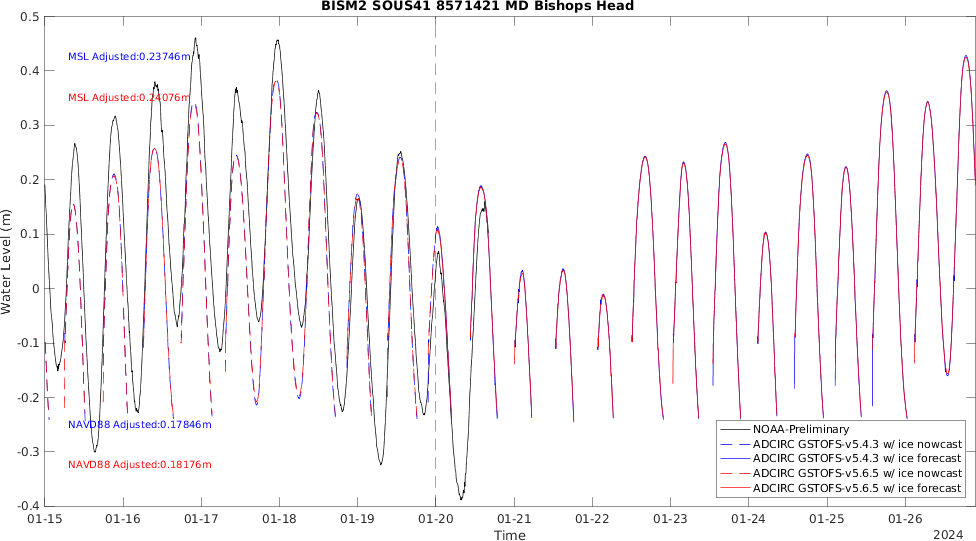 BISM2 SOUS41 8571421 MD Bishops Head
Water Level (m)
0.5
0.4
0.3
0.2
0.1
0
-0.1
-0.2
-0.3
-0.4
MSL Adjusted:0.23746m
MSL Adjusted:0.24076m
NAVD88 Adjusted:0.17846m
NAVD88 Adjusted:0.18176m
NOAA-Preliminary
ADCIRC GSTOFS-v5.4.3 w/ ice nowcast
ADCIRC GSTOFS-v5.4.3 w/ ice forecast
ADCIRC GSTOFS-v5.6.5 w/ ice nowcast
ADCIRC GSTOFS-v5.6.5 w/ ice forecast
01-15 01-16 01-17 01-18 01-19 01-20 01-21 01-22 01-23 01-24 01-25 01-26
Time
2024